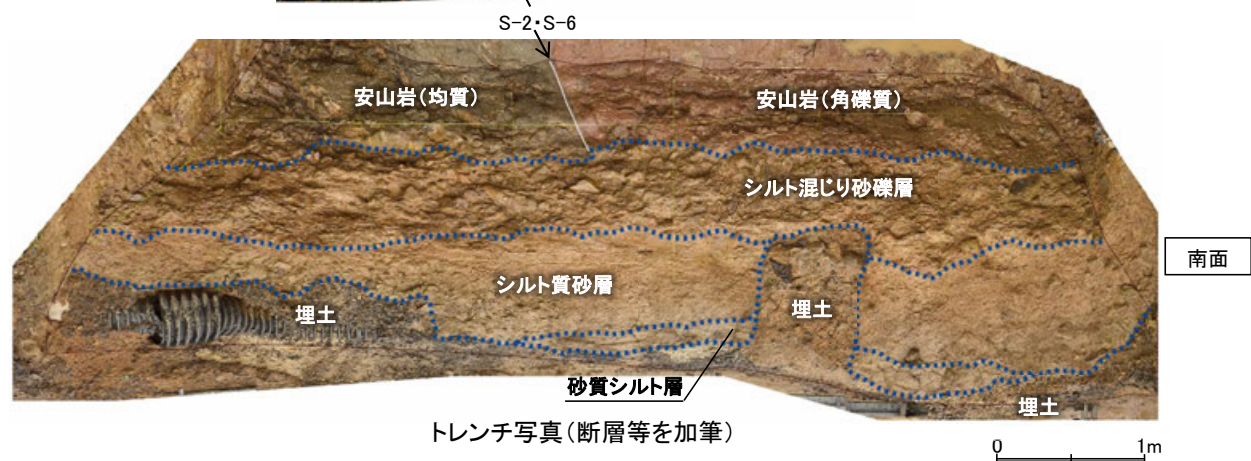 S-2・S-6
安山岩(均質)
安山岩(角礫質)
シルト混じり砂礫層
南面
シルト質砂層
埋土
埋土
砂質シルト層
埋土
トレンチ写真(断層等を加筆)
0 1m